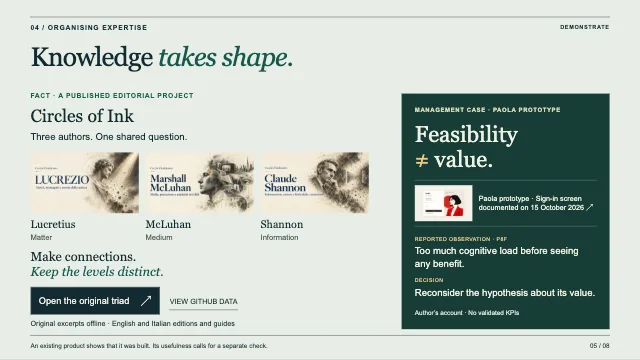 04 / ORGANISING EXPERTISE
DEMONSTRATE
Knowledge takes shape.
FACT · A PUBLISHED EDITORIAL PROJECT
Circles of Ink
Three authors. One shared question.
LUCREZIO
Marshall
McLuhan
Claude
Shannon
Lucretius
Matter
McLuhan
Medium
Shannon
Information
Make connections.
Keep the levels distinct.
Open the original triad ↗
VIEW GITHUB DATA
Original excerpts offline · English and Italian editions and guides
MANAGEMENT CASE · PAOLA PROTOTYPE
Feasibility
≠ value.
Paola prototype · Sign-in screen
documented on 15 October 2026 ↗
REPORTED OBSERVATION · P8F
Too much cognitive load before seeing
any benefit.
DECISION
Reconsider the hypothesis about its value.
Author's account · No validated KPIs
An existing product shows that it was built. Its usefulness calls for a separate check.
05 / 08